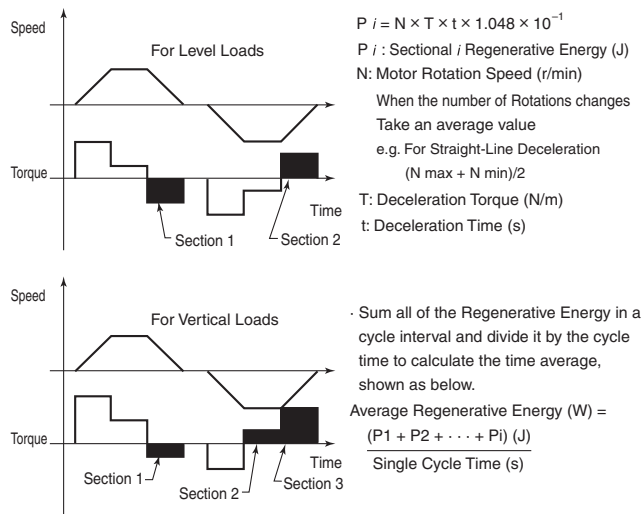 Speed
For Level Loads
Torque
Time
Section 1
Section 2
P i = N × T × t × 1.048 × 10⁻¹
P i : Sectional i Regenerative Energy (J)
N: Motor Rotation Speed (r/min)
When the number of Rotations changes
Take an average value
e.g. For Straight-Line Deceleration
(N max + N min)/2
T: Deceleration Torque (N/m)
t: Deceleration Time (s)
Speed
For Vertical Loads
Torque
Time
Section 1
Section 2
Section 3
· Sum all of the Regenerative Energy in a
cycle interval and divide it by the cycle
time to calculate the time average,
shown as below.
Average Regenerative Energy (W) =
(P1 + P2 + · · · + Pi) (J)
Single Cycle Time (s)